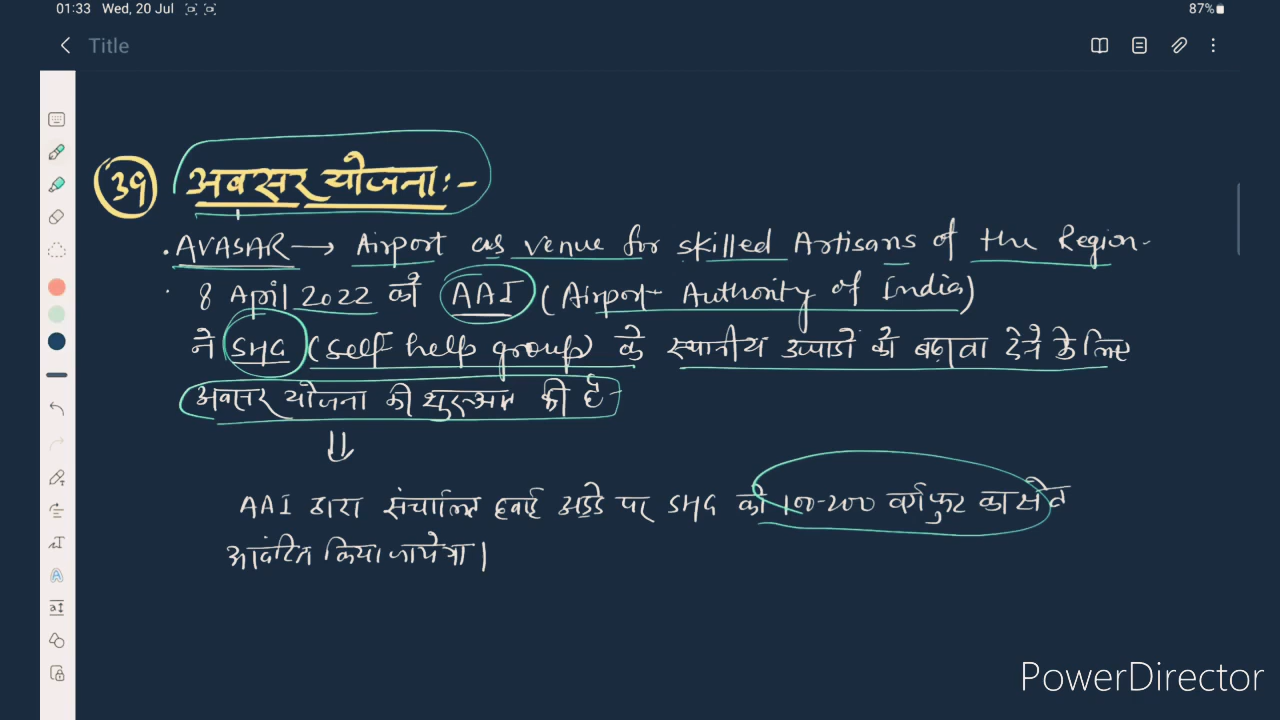 01:33 Wed, 20 Jul
87%
Title
39 अवसर योजना:-
. AVASAR → Airport as venue for skilled Artisans of the Region.
. 8 April 2022 को AAI (Airport Authority of India)
ने SHG (self help group) के स्थानीय उत्पादों को बढ़ावा देने के लिए
अवसर योजना की शुरुआत की है
AAI द्वारा संचालित हवाई अड्डे पर SHG को 100-200 वर्ग फुट का क्षेत्र
आवंटित किया जायेगा।
PowerDirector